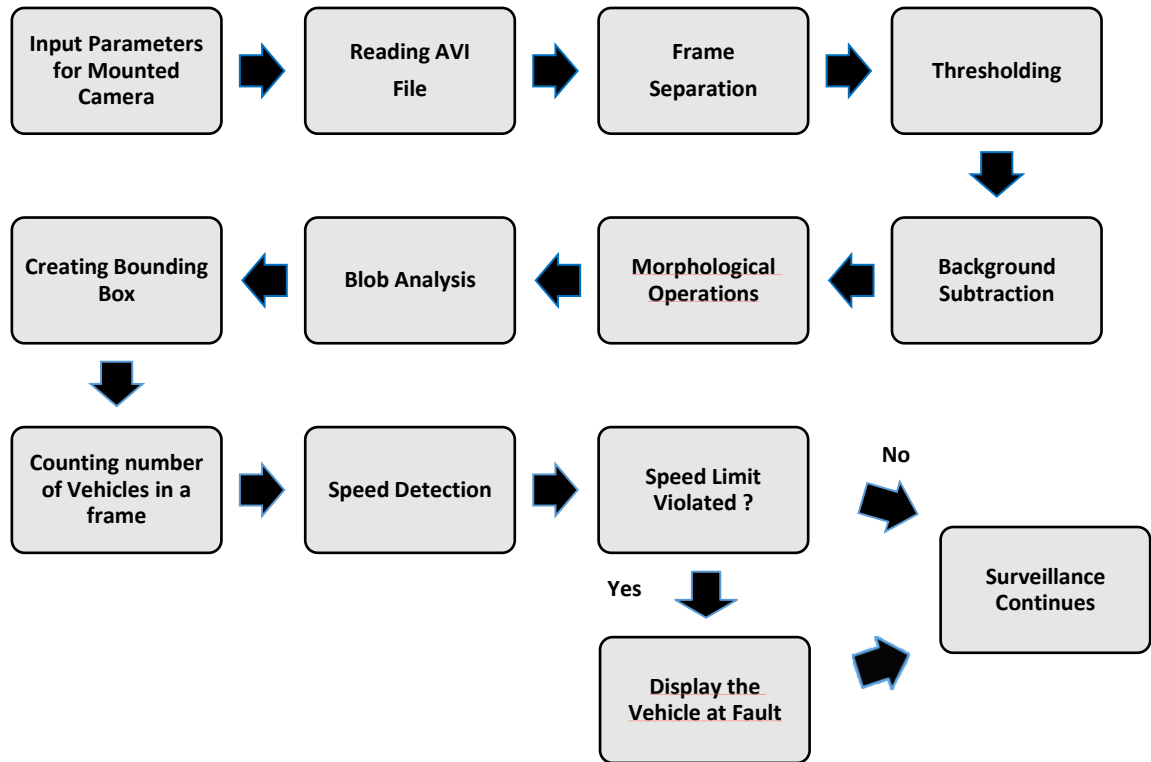 Input Parameters
for Mounted
Camera
Reading AVI
File
Frame
Separation
Thresholding
Creating Bounding
Box
Blob Analysis
Morphological
Operations
Background
Subtraction
Counting number
of Vehicles in a
frame
Speed Detection
Speed Limit
Violated ?
No
Yes
Surveillance
Continues
Display the
Vehicle at Fault